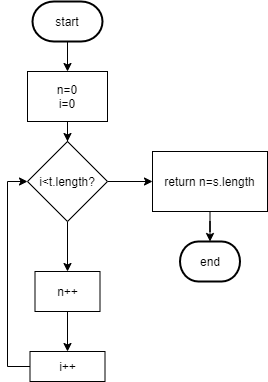 start
n=0
i=0
i<t.length?
return n=s.length
end
n++
i++